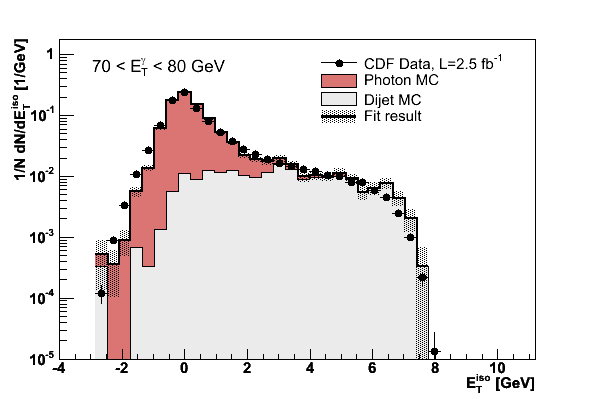 1/N dN/dE_T^iso [1/GeV]
70 < E_T^γ < 80 GeV
CDF Data, L=2.5 fb^-1
Photon MC
Dijet MC
Fit result
1
10^-1
10^-2
10^-3
10^-4
10^-5
-4 -2 0 2 4 6 8 10
E_T^iso [GeV]